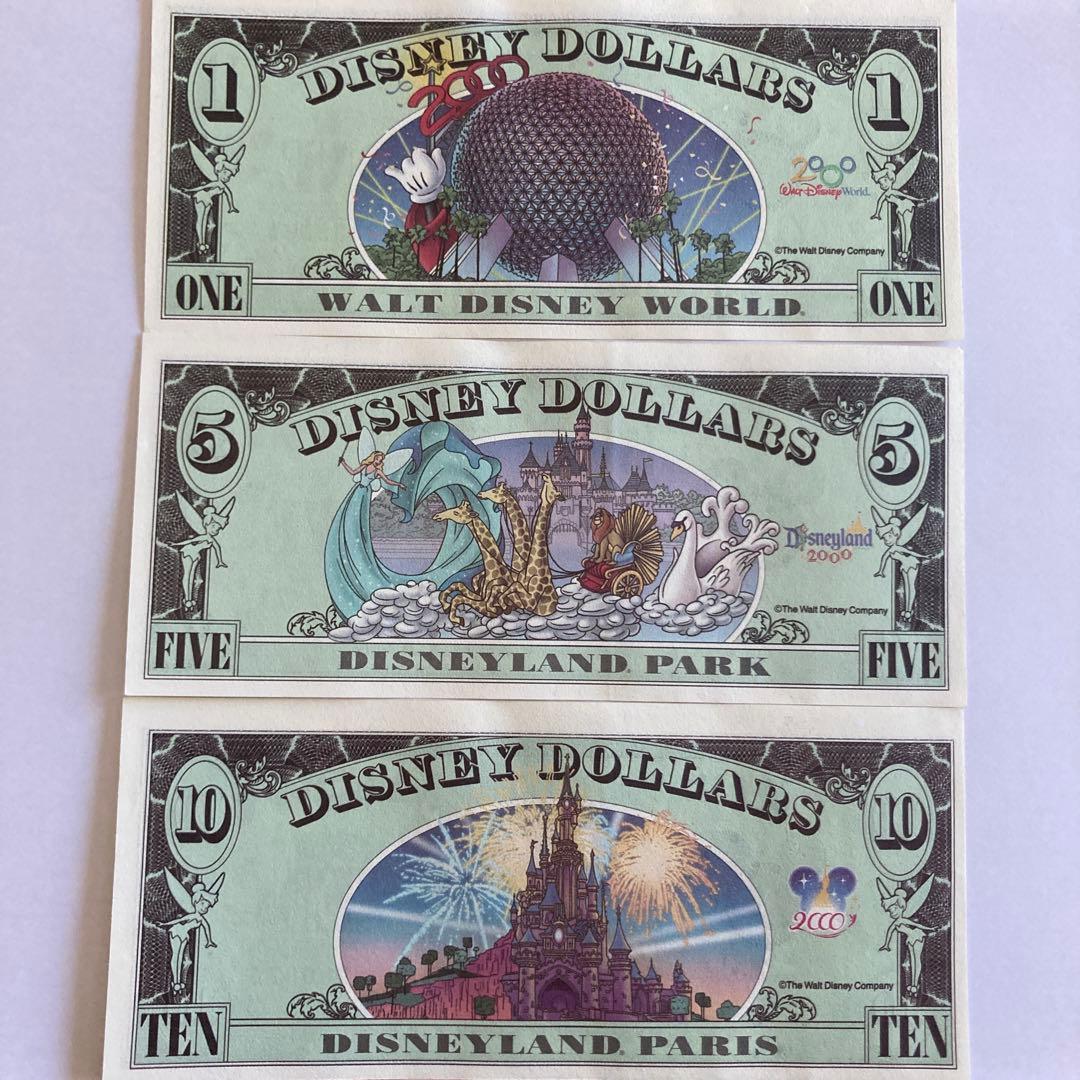 1 DISNEY DOLLARS 1
2000
2000
Walt Disney World.
©The Walt Disney Company
ONE WALT DISNEY WORLD® ONE
5 DISNEY DOLLARS 5
Disneyland
2000
©The Walt Disney Company
FIVE DISNEYLAND® PARK FIVE
10 DISNEY DOLLARS 10
2000
©The Walt Disney Company
TEN DISNEYLAND® PARIS TEN